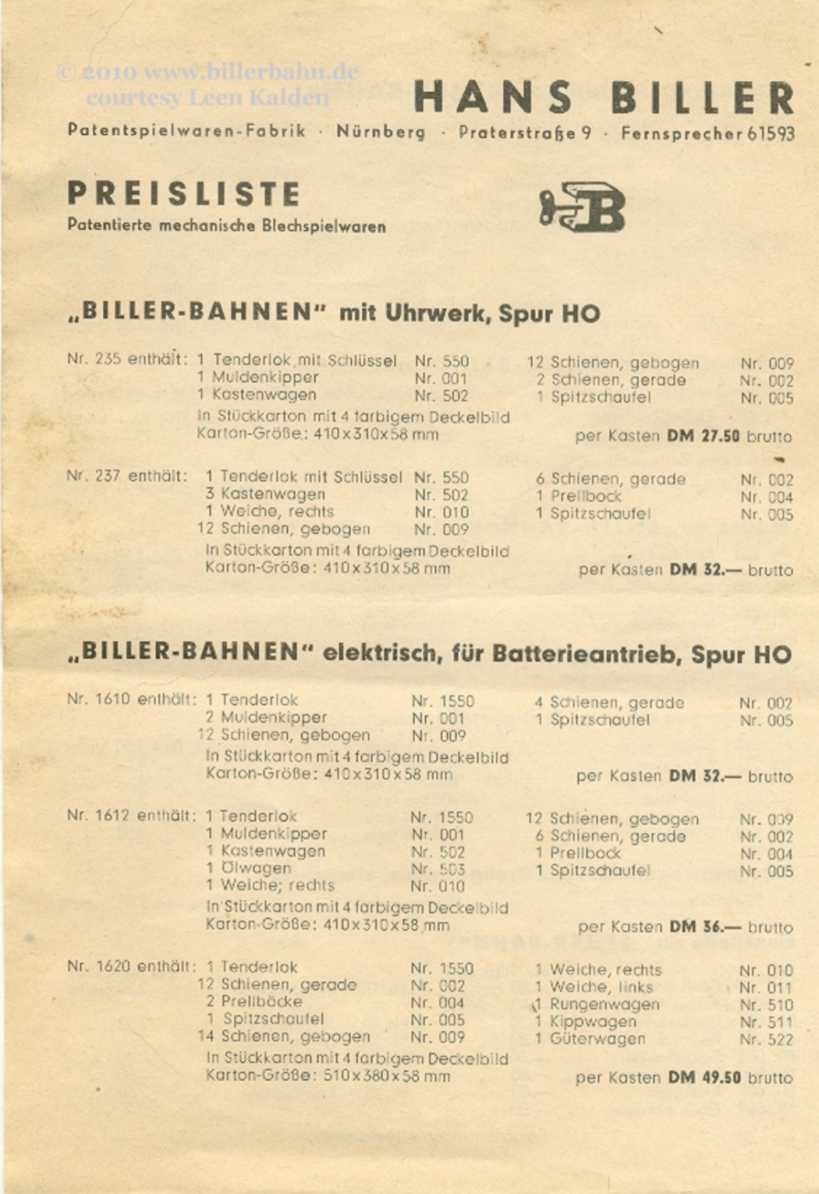 © 2010 www.billerbahn.de
courtesy Leen Kalden
HANS BILLER
Patentspielwaren-Fabrik · Nürnberg · Praterstraße 9 · Fernsprecher 61593
PREISLISTE
Patentierte mechanische Blechspielwaren
B
„BILLER-BAHNEN" mit Uhrwerk, Spur HO
Nr. 235 enthält: 1 Tenderlok mit Schlüssel Nr. 550 12 Schienen, gebogen Nr. 009
1 Muldenkipper Nr. 001 2 Schienen, gerade Nr. 002
1 Kastenwagen Nr. 502 1 Spitzschaufel Nr. 005
In Stückkarton mit 4 farbigem Deckelbild
Karton-Größe: 410x310x58 mm per Kasten DM 27.50 brutto
Nr. 237 enthält: 1 Tenderlok mit Schlüssel Nr. 550 6 Schienen, gerade Nr. 002
3 Kastenwagen Nr. 502 1 Prellbock Nr. 004
1 Weiche, rechts Nr. 010 1 Spitzschaufel Nr. 005
12 Schienen, gebogen Nr. 009
In Stückkarton mit 4 farbigem Deckelbild
Karton-Größe: 410x310x58 mm per Kasten DM 32.— brutto
„BILLER-BAHNEN" elektrisch, für Batterieantrieb, Spur HO
Nr. 1610 enthält: 1 Tenderlok Nr. 1550 4 Schienen, gerade Nr. 002
2 Muldenkipper Nr. 001 1 Spitzschaufel Nr. 005
12 Schienen, gebogen Nr. 009
In Stückkarton mit 4 farbigem Deckelbild
Karton-Größe: 410x310x58 mm per Kasten DM 32.— brutto
Nr. 1612 enthält: 1 Tenderlok Nr. 1550 12 Schienen, gebogen Nr. 009
1 Muldenkipper Nr. 001 6 Schienen, gerade Nr. 002
1 Kastenwagen Nr. 502 1 Prellbock Nr. 004
1 Ölwagen Nr. 503 1 Spitzschaufel Nr. 005
1 Weiche, rechts Nr. 010
In Stückkarton mit 4 farbigem Deckelbild
Karton-Größe: 410x310x58 mm per Kasten DM 36.— brutto
Nr. 1620 enthält: 1 Tenderlok Nr. 1550 1 Weiche, rechts Nr. 010
12 Schienen, gerade Nr. 002 1 Weiche, links Nr. 011
2 Prellböcke Nr. 004 1 Rungenwagen Nr. 510
1 Spitzschaufel Nr. 005 1 Kippwagen Nr. 511
14 Schienen, gebogen Nr. 009 1 Güterwagen Nr. 522
In Stückkarton mit 4 farbigem Deckelbild
Karton-Größe: 510x380x58 mm per Kasten DM 49.50 brutto